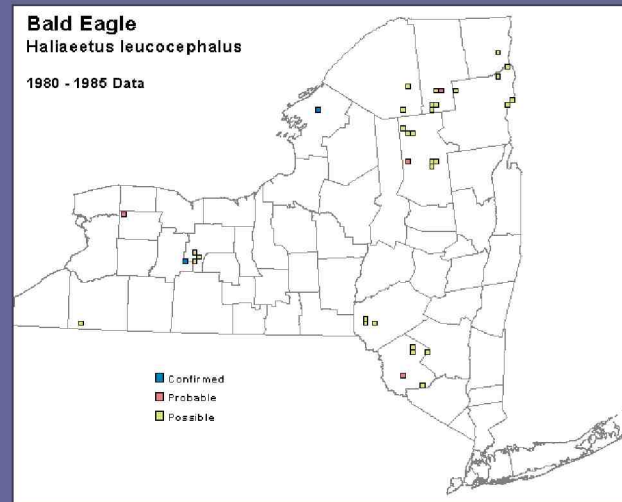 Bald Eagle
Haliaeetus leucocephalus
1980 - 1985 Data
Confirmed
Probable
Possible